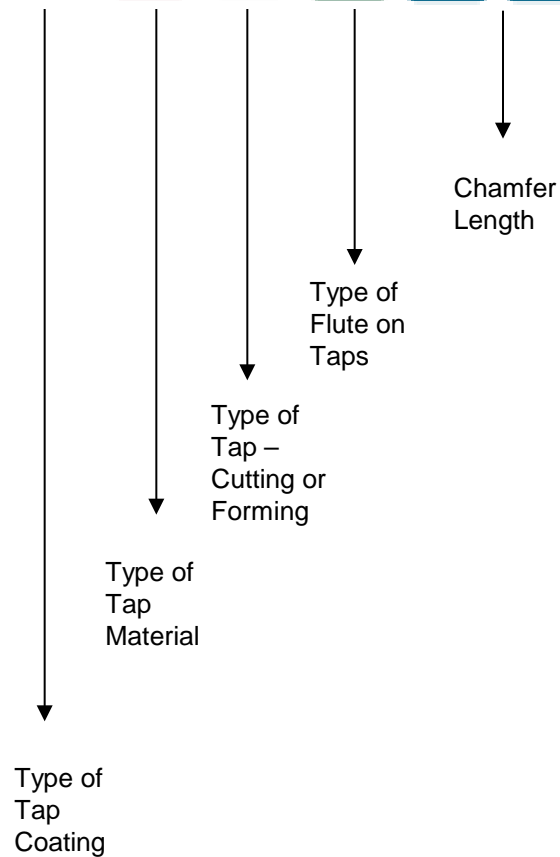 Chamfer
Length
Type of
Flute on
Taps
Type of
Tap –
Cutting or
Forming
Type of
Tap
Material
Type of
Tap
Coating